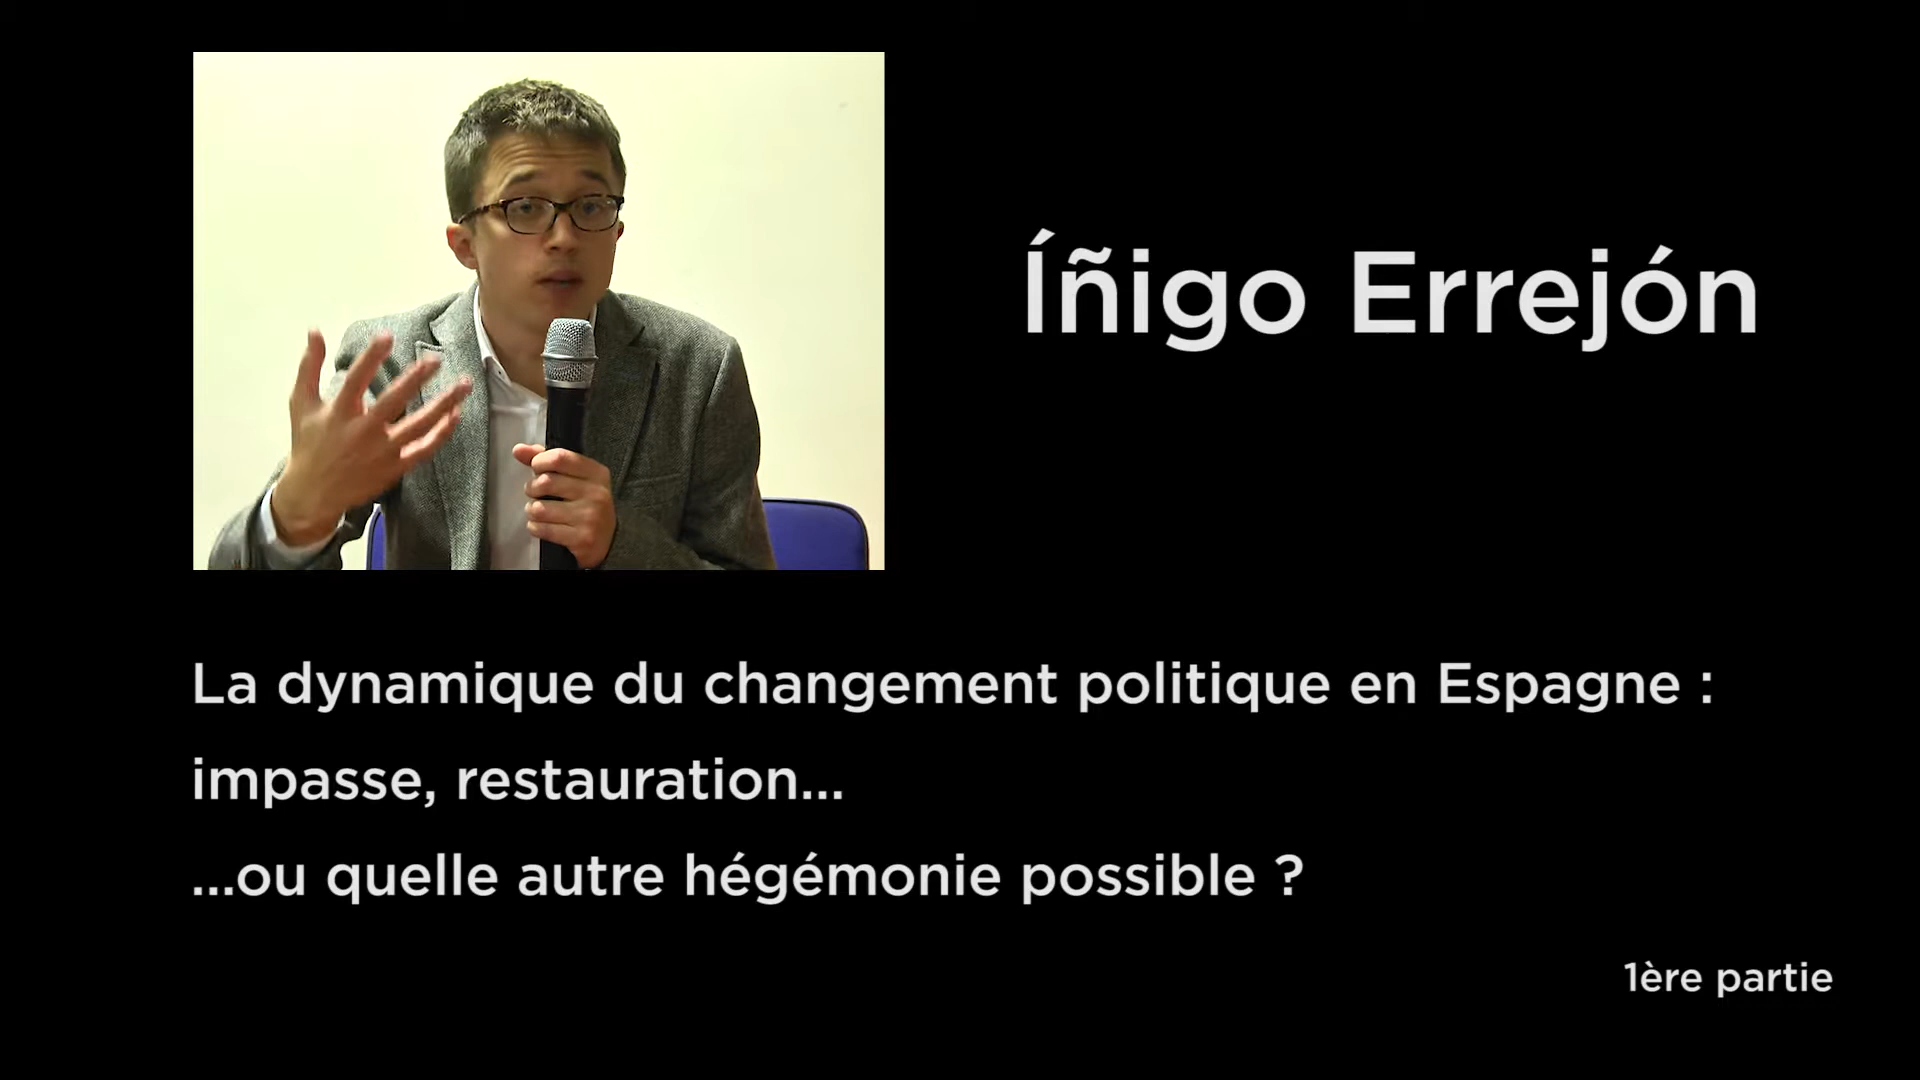 Íñigo Errejón
La dynamique du changement politique en Espagne :
impasse, restauration...
...ou quelle autre hégémonie possible ?
1ère partie